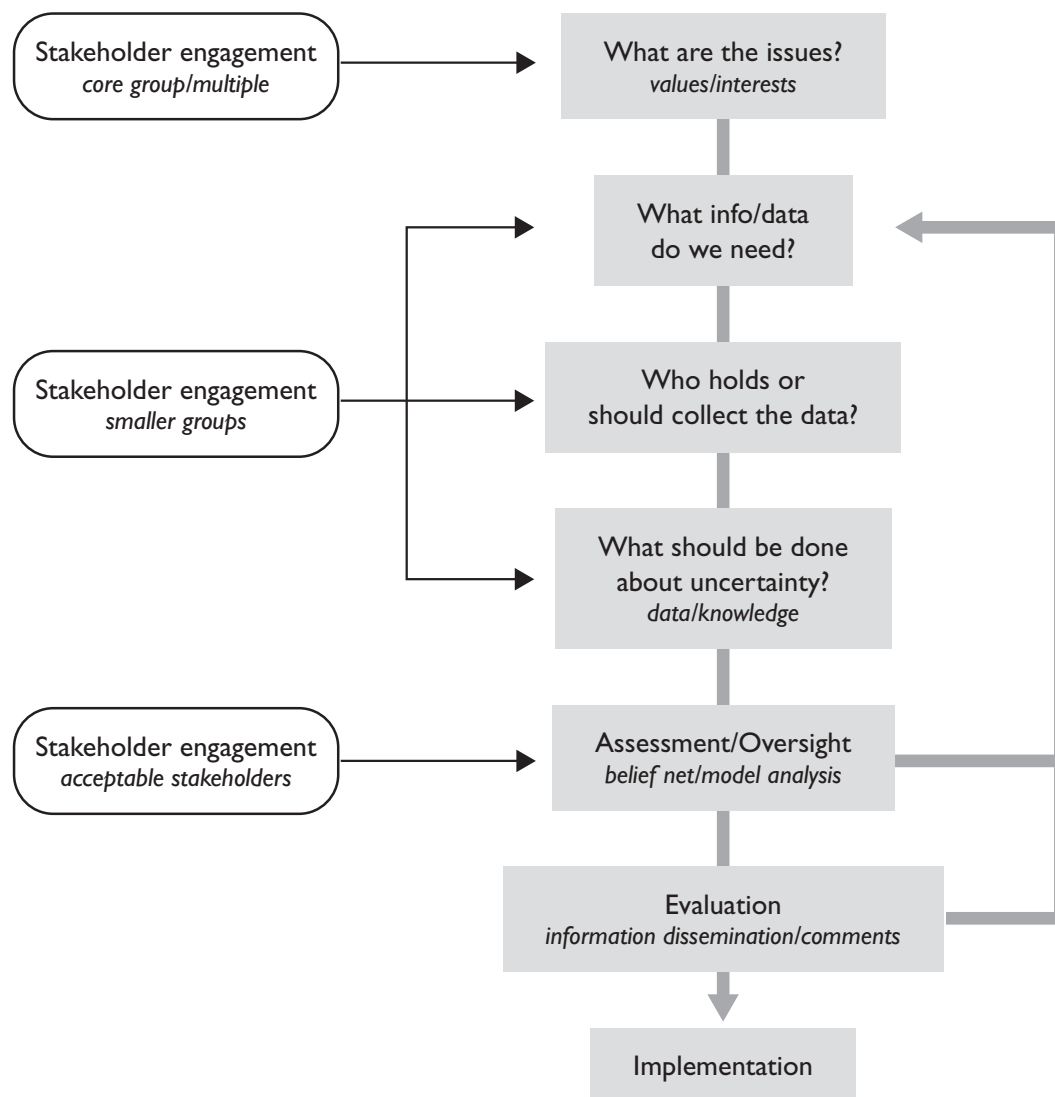 Stakeholder engagement
core group/multiple
What are the issues?
values/interests
What info/data
do we need?
Stakeholder engagement
smaller groups
Who holds or
should collect the data?
What should be done
about uncertainty?
data/knowledge
Stakeholder engagement
acceptable stakeholders
Assessment/Oversight
belief net/model analysis
Evaluation
information dissemination/comments
Implementation